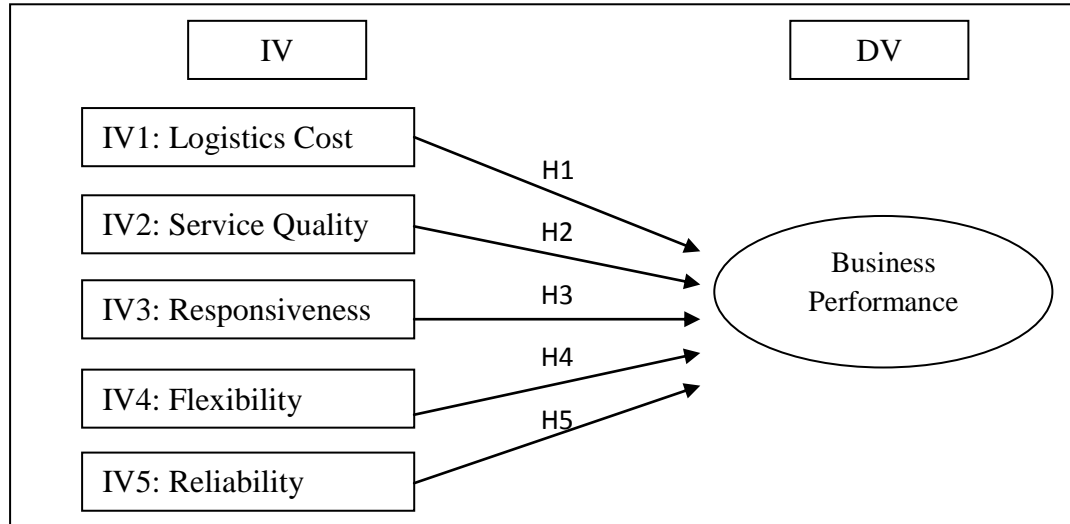 IV
DV
IV1: Logistics Cost
H1
IV2: Service Quality
H2
Business
Performance
IV3: Responsiveness
H3
IV4: Flexibility
H4
H5
IV5: Reliability